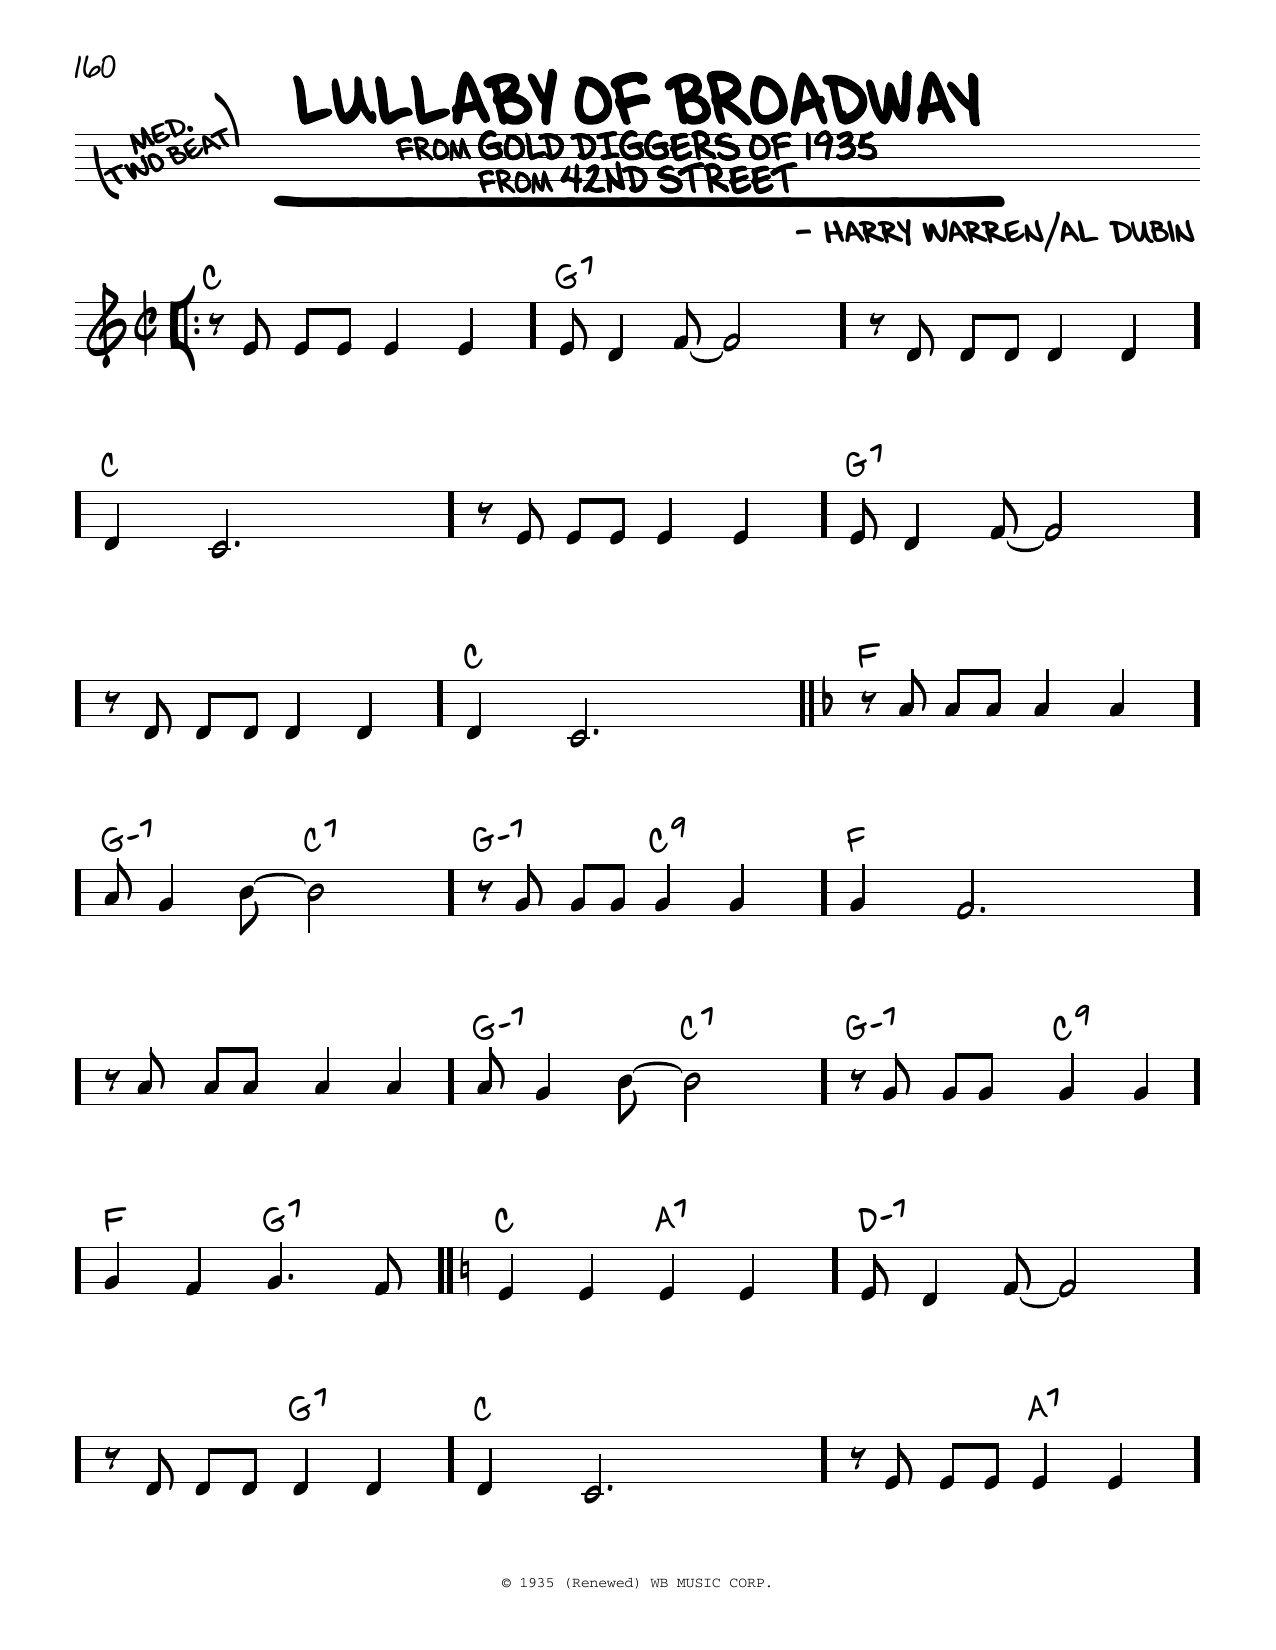 160
LULLABY OF BROADWAY
(MED. TWO BEAT)
FROM GOLD DIGGERS OF 1935
FROM 42ND STREET
- HARRY WARREN/AL DUBIN
C G7
C G7
C F
G-7 C7 G-7 C9 F
G-7 C7 G-7 C9
F G7 C A7 D-7
G7 C A7
© 1935 (Renewed) WB MUSIC CORP.